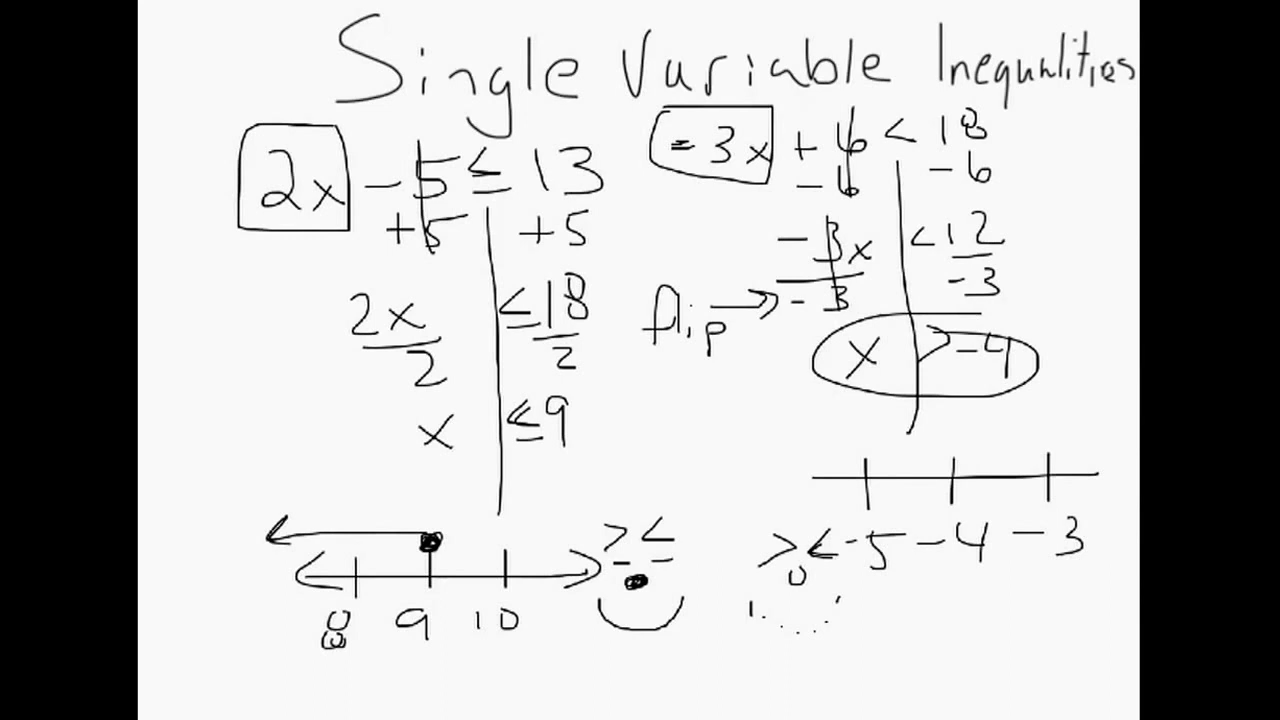 Single Variable Inequalities
2x - 5 ≤ 13
+5 +5
2x ≤ 18
2 2
x ≤ 9
8 9 10
> <
- -
-3x + 6 < 18
-6 -6
-3x < 12
-3 -3
flip →
x > -4
> < -5 -4 -3
o